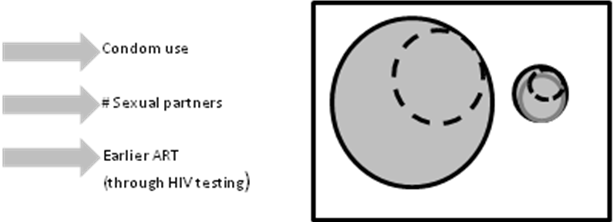 Condom use
# Sexual partners
Earlier ART
(through HIV testing)